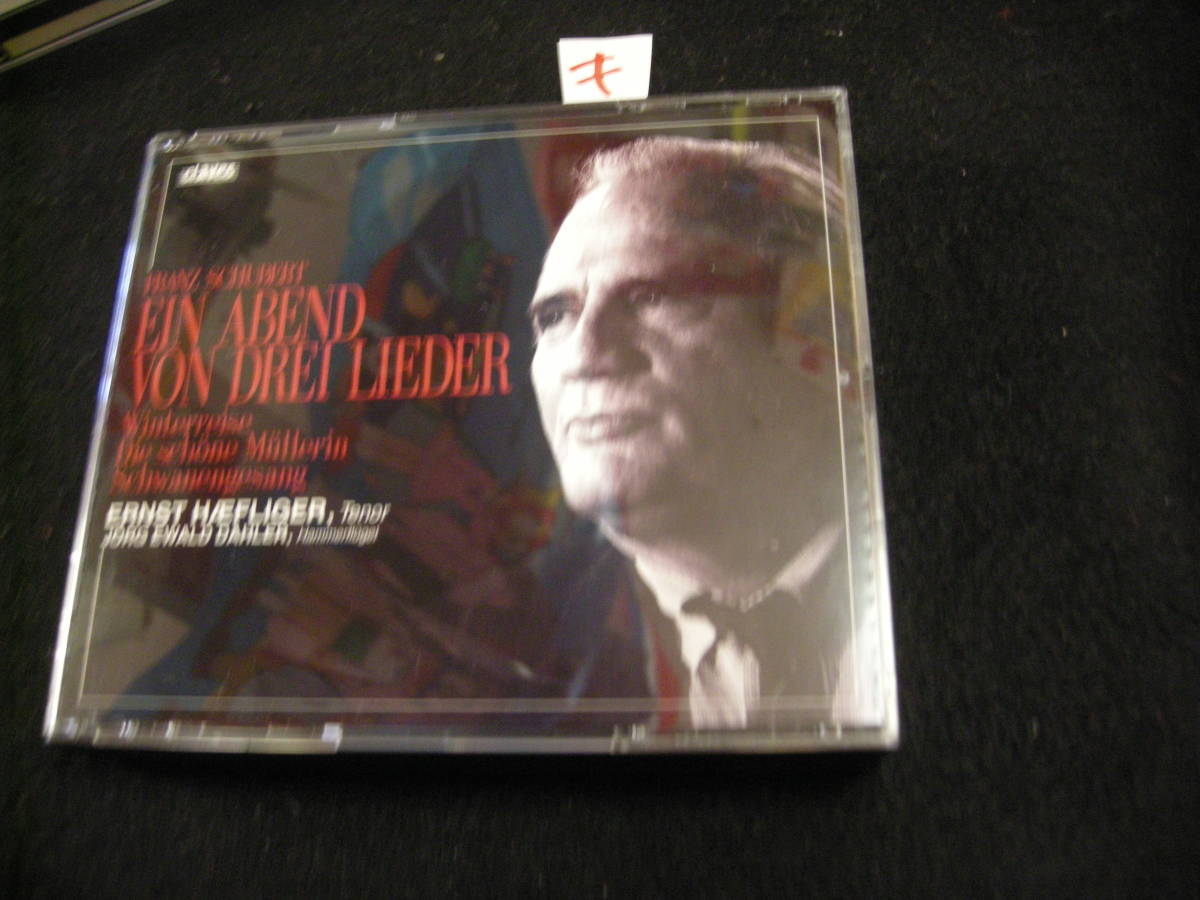 キ
claves
FRANZ SCHUBERT
EIN ABEND
VON DREI LIEDER
Winterreise
Die schöne Müllerin
Schwanengesang
ERNST HÆFLIGER, Tenor
JÖRG EWALD DÄHLER, Hammerflügel